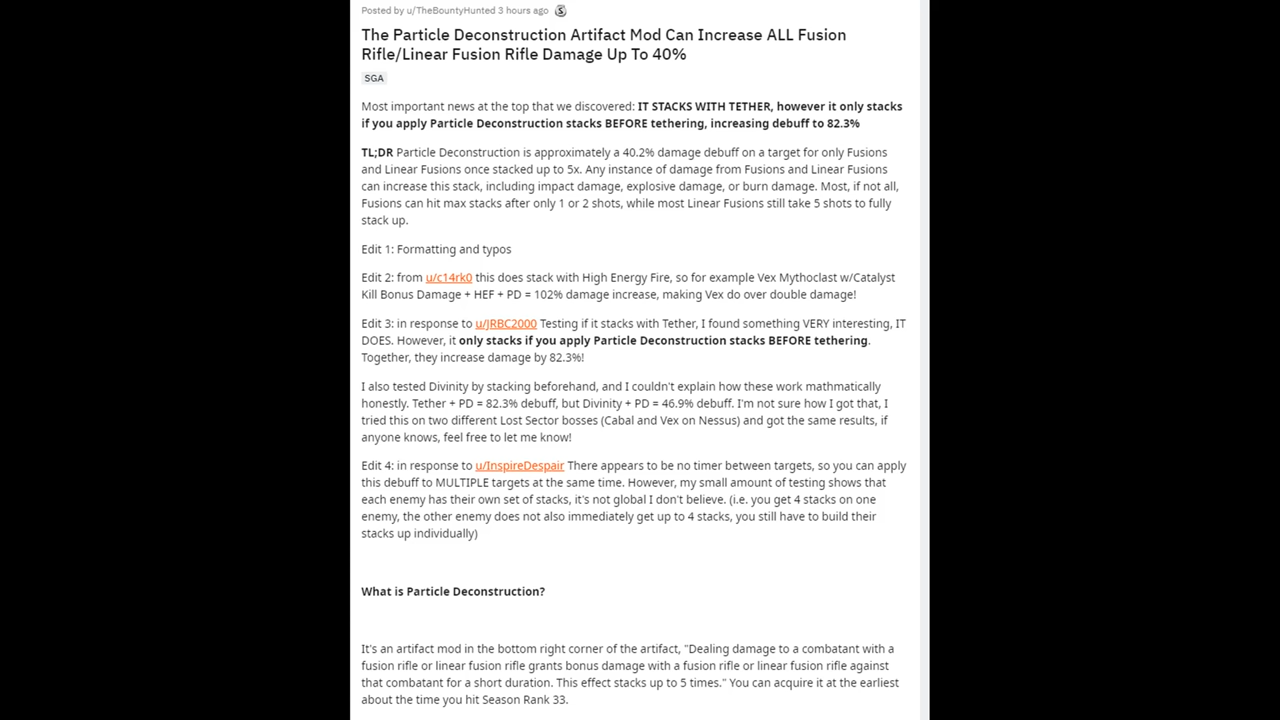 Posted by u/TheBountyHunted 3 hours ago
The Particle Deconstruction Artifact Mod Can Increase ALL Fusion
Rifle/Linear Fusion Rifle Damage Up To 40%
SGA
Most important news at the top that we discovered: IT STACKS WITH TETHER, however it only stacks
if you apply Particle Deconstruction stacks BEFORE tethering, increasing debuff to 82.3%
TL;DR Particle Deconstruction is approximately a 40.2% damage debuff on a target for only Fusions
and Linear Fusions once stacked up to 5x. Any instance of damage from Fusions and Linear Fusions
can increase this stack, including impact damage, explosive damage, or burn damage. Most, if not all,
Fusions can hit max stacks after only 1 or 2 shots, while most Linear Fusions still take 5 shots to fully
stack up.
Edit 1: Formatting and typos
Edit 2: from u/c14rk0 this does stack with High Energy Fire, so for example Vex Mythoclast w/Catalyst
Kill Bonus Damage + HEF + PD = 102% damage increase, making Vex do over double damage!
Edit 3: in response to u/JRBC2000 Testing if it stacks with Tether, I found something VERY interesting, IT
DOES. However, it only stacks if you apply Particle Deconstruction stacks BEFORE tethering.
Together, they increase damage by 82.3%!
I also tested Divinity by stacking beforehand, and I couldn't explain how these work mathmatically
honestly. Tether + PD = 82.3% debuff, but Divinity + PD = 46.9% debuff. I'm not sure how I got that, I
tried this on two different Lost Sector bosses (Cabal and Vex on Nessus) and got the same results, if
anyone knows, feel free to let me know!
Edit 4: in response to u/InspireDespair There appears to be no timer between targets, so you can apply
this debuff to MULTIPLE targets at the same time. However, my small amount of testing shows that
each enemy has their own set of stacks, it's not global I don't believe. (i.e. you get 4 stacks on one
enemy, the other enemy does not also immediately get up to 4 stacks, you still have to build their
stacks up individually)
What is Particle Deconstruction?
It's an artifact mod in the bottom right corner of the artifact, "Dealing damage to a combatant with a
fusion rifle or linear fusion rifle grants bonus damage with a fusion rifle or linear fusion rifle against
that combatant for a short duration. This effect stacks up to 5 times." You can acquire it at the earliest
about the time you hit Season Rank 33.